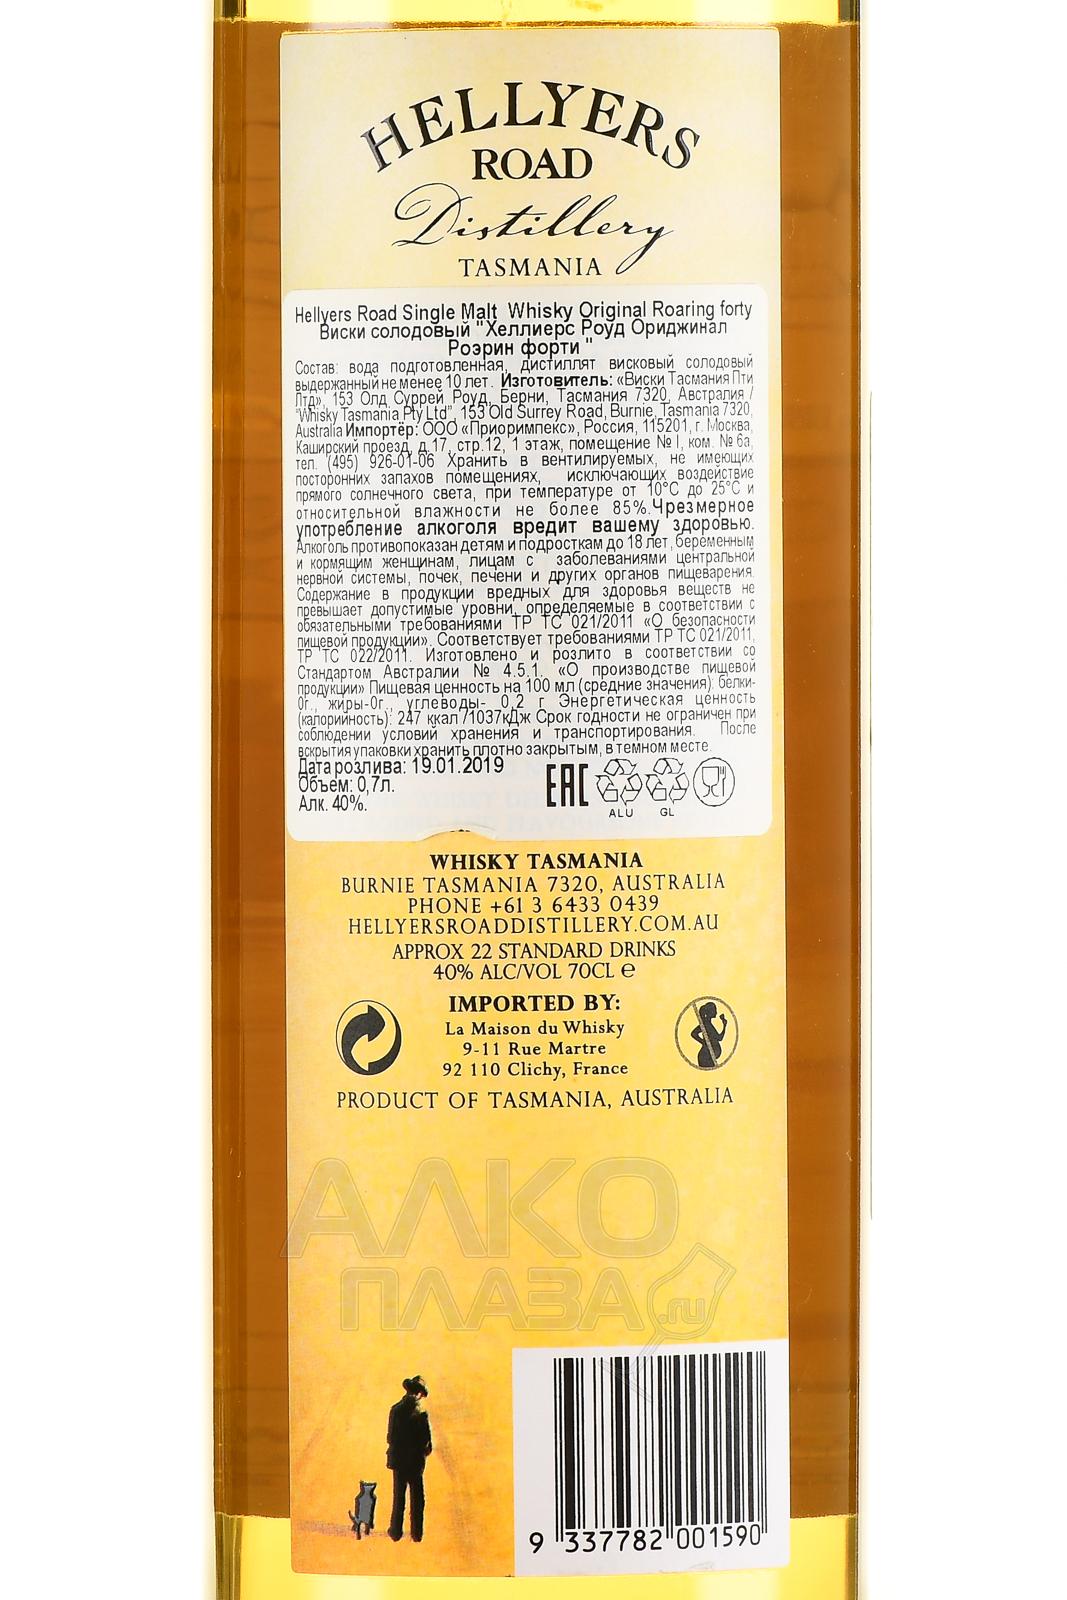 HELLYERS
ROAD
Distillery
TASMANIA
Hellyers Road Single Malt Whisky Original Roaring forty
Виски солодовый "Хеллиерс Роуд Ориджинал
Роэрин форти "
Состав: вода подготовленная, дистиллят висковый солодовый
выдержанный не менее 10 лет. Изготовитель: «Виски Тасмания Пти
Лтд», 153 Олд Суррей Роуд, Берни, Тасмания 7320, Австралия /
"Whisky Tasmania Pty Ltd", 153 Old Surrey Road, Burnie, Tasmania 7320,
Australia Импортёр: ООО «Приоримпекс», Россия, 115201, г. Москва,
Каширский проезд, д.17, стр.12, 1 этаж, помещение № I, ком. № 6а,
тел. (495) 926-01-06 Хранить в вентилируемых, не имеющих
посторонних запахов помещениях, исключающих воздействие
прямого солнечного света, при температуре от 10°С до 25°С и
относительной влажности не более 85%.Чрезмерное
употребление алкоголя вредит вашему здоровью.
Алкоголь противопоказан детям и подросткам до 18 лет, беременным
и кормящим женщинам, лицам с заболеваниями центральной
нервной системы, почек, печени и других органов пищеварения.
Содержание в продукции вредных для здоровья веществ не
превышает допустимые уровни, определяемые в соответствии с
обязательными требованиями ТР ТС 021/2011 «О безопасности
пищевой продукции». Соответствует требованиями ТР ТС 021/2011,
ТР ТС 022/2011. Изготовлено и розлито в соответствии со
Стандартом Австралии № 4.5.1. «О производстве пищевой
продукции» Пищевая ценность на 100 мл (средние значения): белки-
0г., жиры-0г., углеводы- 0,2 г Энергетическая ценность
(калорийность): 247 ккал /1037кДж Срок годности не ограничен при
соблюдении условий хранения и транспортирования. После
вскрытия упаковки хранить плотно закрытым, в темном месте.
Дата розлива: 19.01.2019
Объем: 0,7л.
Алк. 40%.
EAC
ALU GL
WHISKY TASMANIA
BURNIE TASMANIA 7320, AUSTRALIA
PHONE +61 3 6433 0439
HELLYERSROADDISTILLERY.COM.AU
APPROX 22 STANDARD DRINKS
40% ALC/VOL 70CL ℮
IMPORTED BY:
La Maison du Whisky
9-11 Rue Martre
92 110 Clichy, France
PRODUCT OF TASMANIA, AUSTRALIA
АЛКО
ПЛАЗА.ru
9 337782 001590